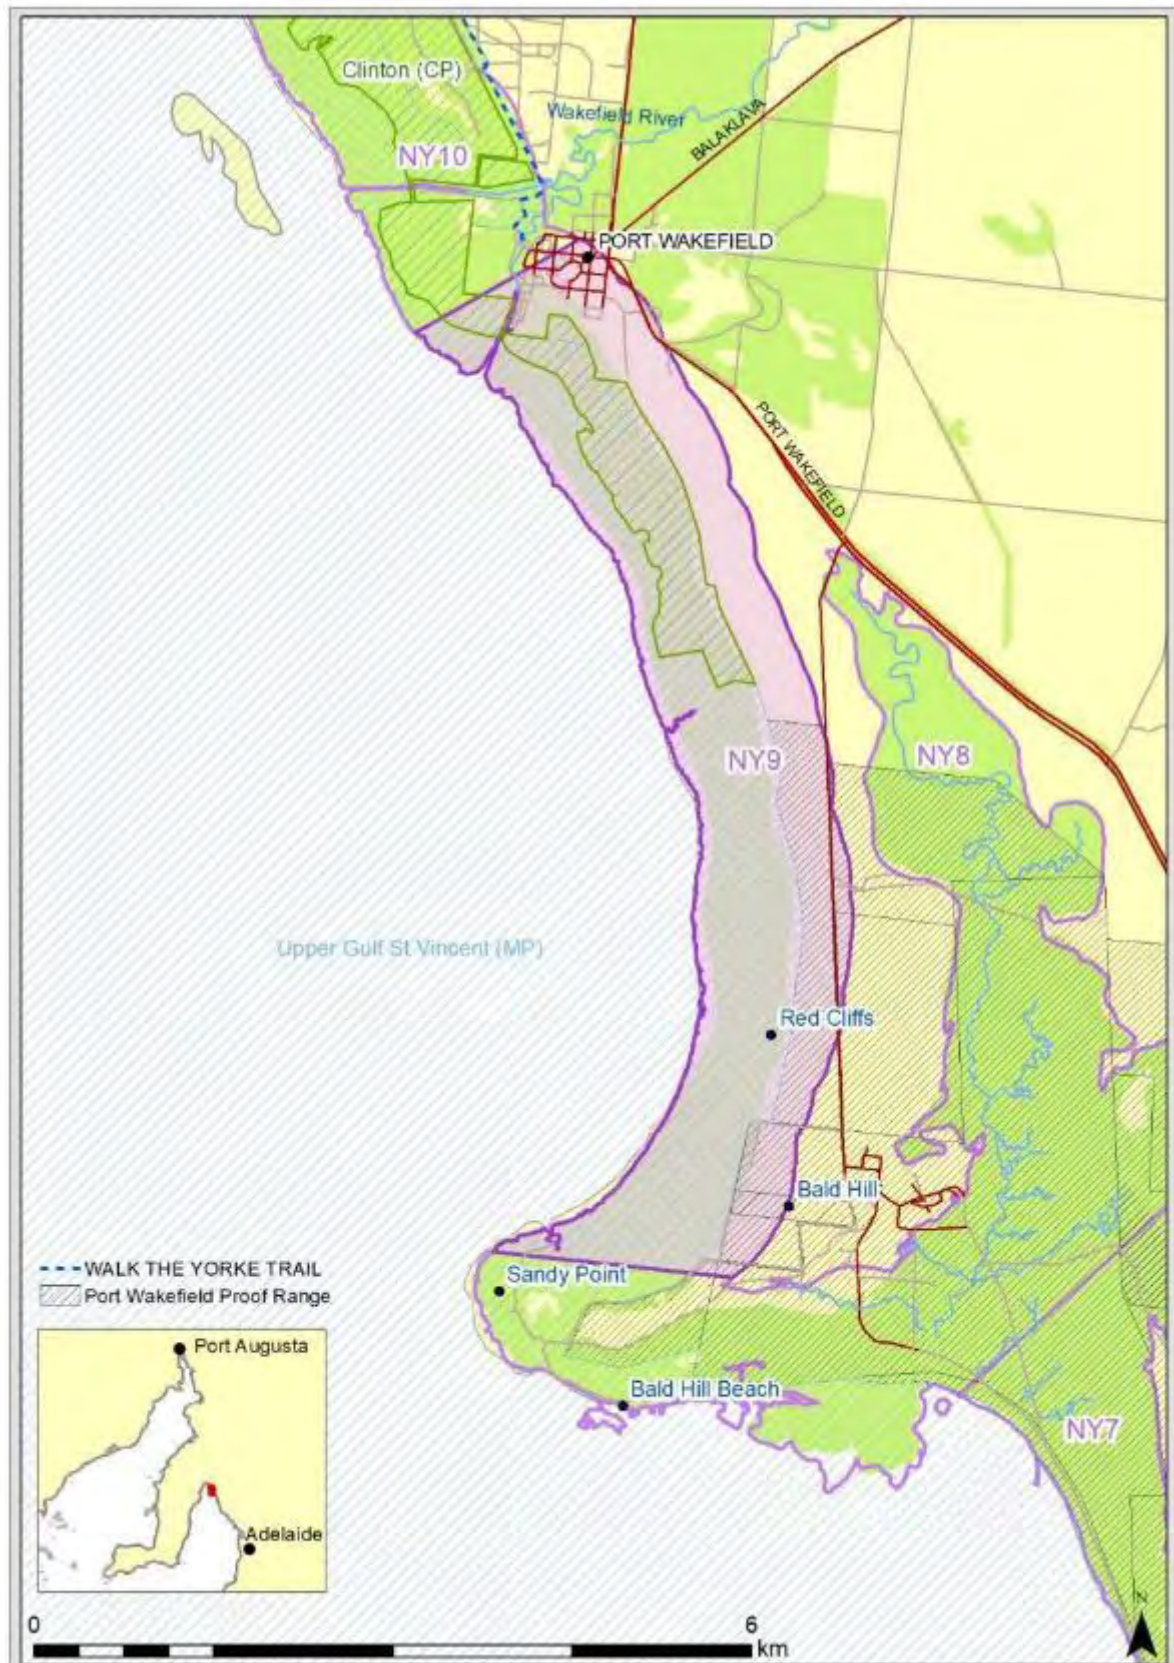 Clinton (CP)
Wakefield River
BALAKLAVA
NY10
PORT WAKEFIELD
PORT WAKEFIELD
NY9
NY8
Upper Gulf St Vincent (MP)
Red Cliffs
Bald Hill
Sandy Point
Bald Hill Beach
NY7
WALK THE YORKE TRAIL
Port Wakefield Proof Range
Port Augusta
Adelaide
N
0 6
km